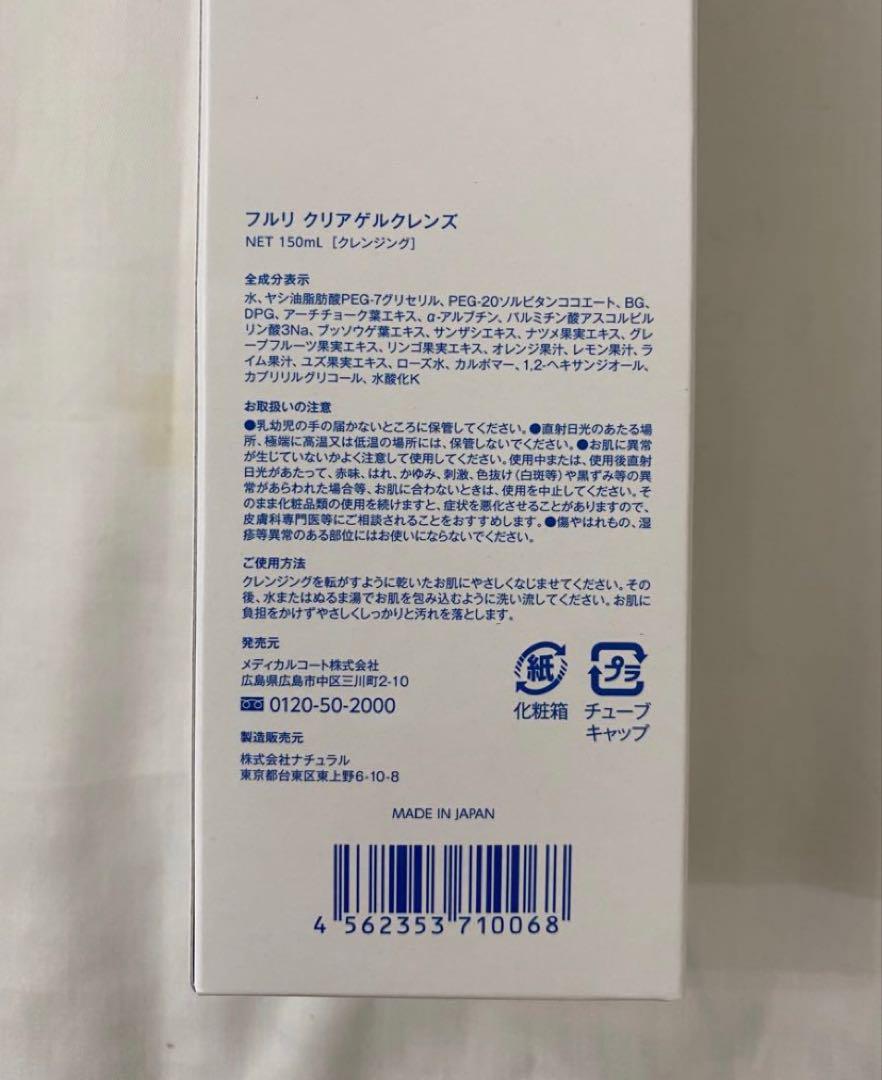 フルリ クリアゲルクレンズ
NET 150mL［クレンジング］
全成分表示
水、ヤシ油脂肪酸PEG-7グリセリル、PEG-20ソルビタンココエート、BG、
DPG、アーチチョーク葉エキス、α-アルブチン、パルミチン酸アスコルビル
リン酸3Na、ブッソウゲ葉エキス、サンザシエキス、ナツメ果実エキス、グレ
ープフルーツ果実エキス、リンゴ果実エキス、オレンジ果汁、レモン果汁、ラ
イム果汁、ユズ果実エキス、ローズ水、カルボマー、1,2-ヘキサンジオール、
カプリリルグリコール、水酸化K
お取扱いの注意
●乳幼児の手の届かないところに保管してください。●直射日光のあたる場
所、極端に高温又は低温の場所には、保管しないでください。●お肌に異常
が生じていないかよく注意して使用してください。使用中または、使用後直射
日光があたって、赤味、はれ、かゆみ、刺激、色抜け（白斑等）や黒ずみ等の異
常があらわれた場合等、お肌に合わないときは、使用を中止してください。そ
のまま化粧品類の使用を続けますと、症状を悪化させることがありますので、
皮膚科専門医等にご相談されることをおすすめします。●傷やはれもの、湿
疹等異常のある部位にはお使いにならないでください。
ご使用方法
クレンジングを転がすように乾いたお肌にやさしくなじませてください。その
後、水またはぬるま湯でお肌を包み込むように洗い流してください。お肌に
負担をかけずやさしくしっかりと汚れを落とします。
発売元
メディカルコート株式会社
広島県広島市中区三川町2-10
0120-50-2000
製造販売元
株式会社ナチュラル
東京都台東区東上野6-10-8
紙 プラ
化粧箱 チューブ
キャップ
MADE IN JAPAN
4 562353 710068